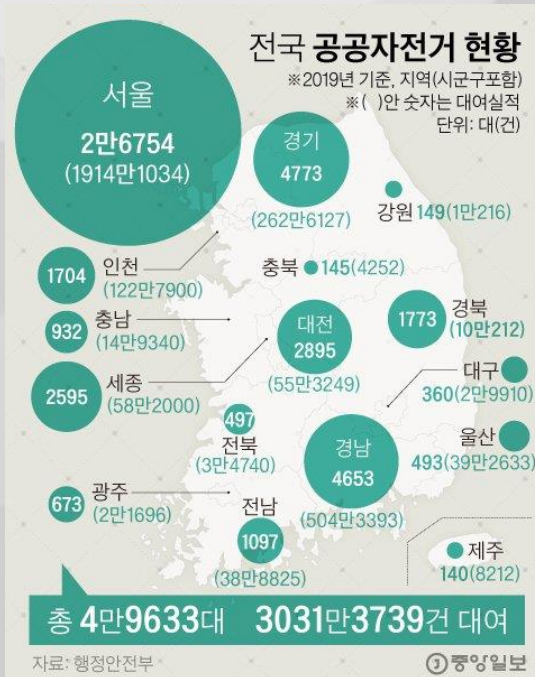 전국 공공자전거 현황
※2019년 기준, 지역(시군구포함)
※( )안 숫자는 대여실적
단위: 대(건)
서울
2만6754
(1914만1034)
경기
4773
(262만6127)
강원 149(1만216)
인천
1704
(122만7900)
충북 145(4252)
충남
932
(14만9340)
대전
2895
(55만3249)
경북
1773
(10만212)
세종
2595
(58만2000)
대구
360(2만9910)
497
전북
(3만4740)
경남
4653
(504만3393)
울산
493(39만2633)
광주
673
(2만1696)
전남
1097
(38만8825)
제주
140(8212)
총 4만9633대 3031만3739건 대여
자료: 행정안전부
중앙일보